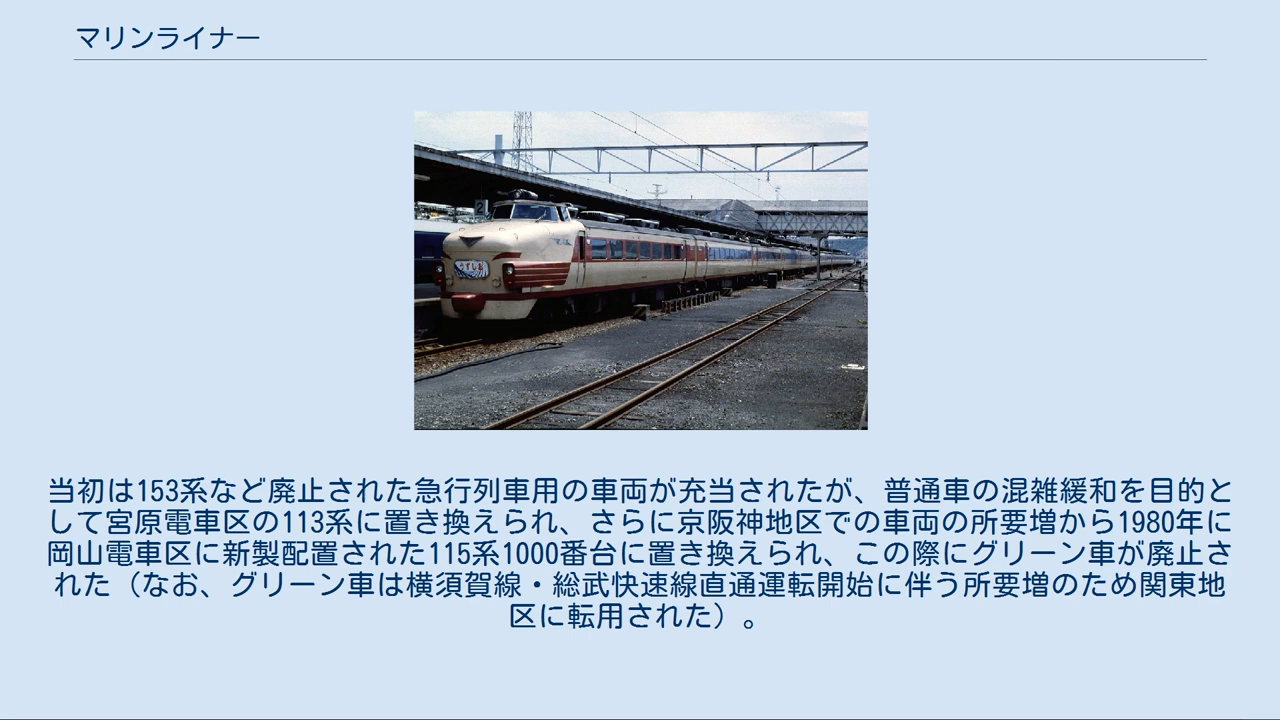 マリンライナー
2
うずしお
当初は153系など廃止された急行列車用の車両が充当されたが、普通車の混雑緩和を目的と
して宮原電車区の113系に置き換えられ、さらに京阪神地区での車両の所要増から1980年に
岡山電車区に新製配置された115系1000番台に置き換えられ、この際にグリーン車が廃止さ
れた（なお、グリーン車は横須賀線・総武快速線直通運転開始に伴う所要増のため関東地
区に転用された）。